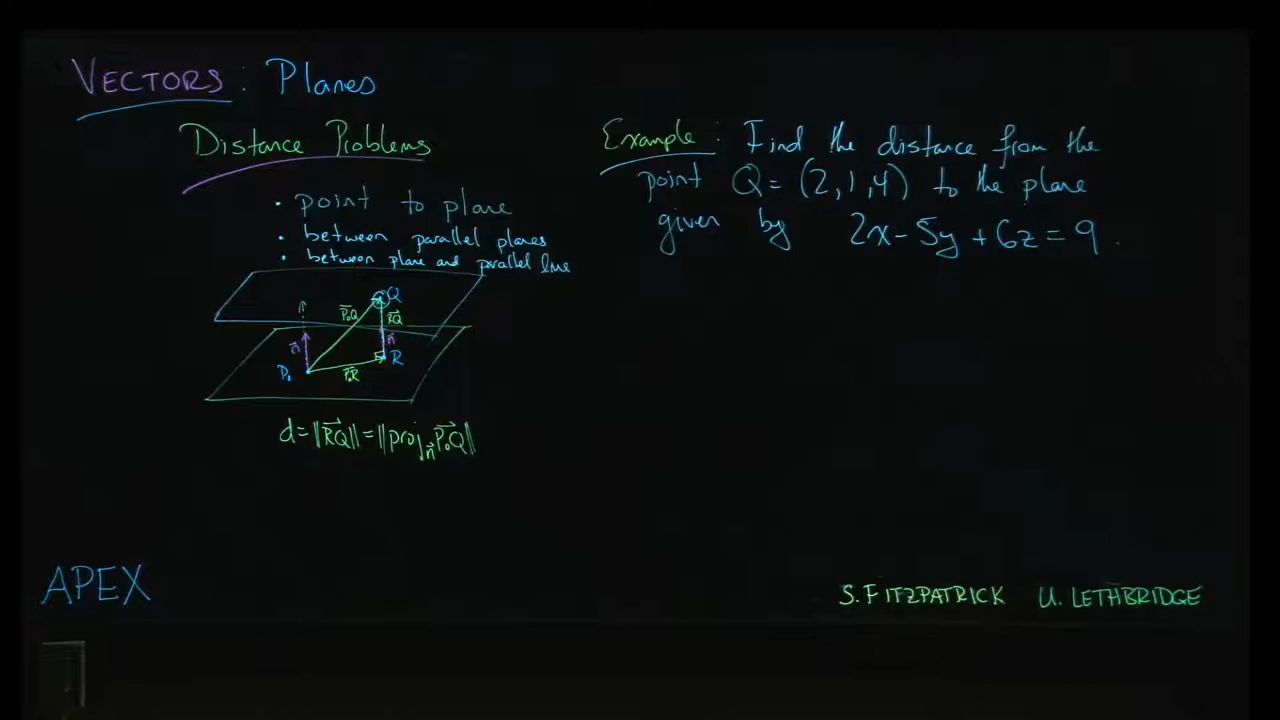 VECTORS: Planes
Distance Problems
• point to plane
• between parallel planes
• between plane and parallel line
Q
P₀Q⃗
RQ⃗
n⃗
n⃗
P₀
R
P₀R⃗
d = ‖RQ⃗‖ = ‖proj_n⃗ P₀Q⃗‖
Example: Find the distance from the
point Q = (2,1,4) to the plane
given by 2x - 5y + 6z = 9.
APEX
S. FITZPATRICK U. LETHBRIDGE